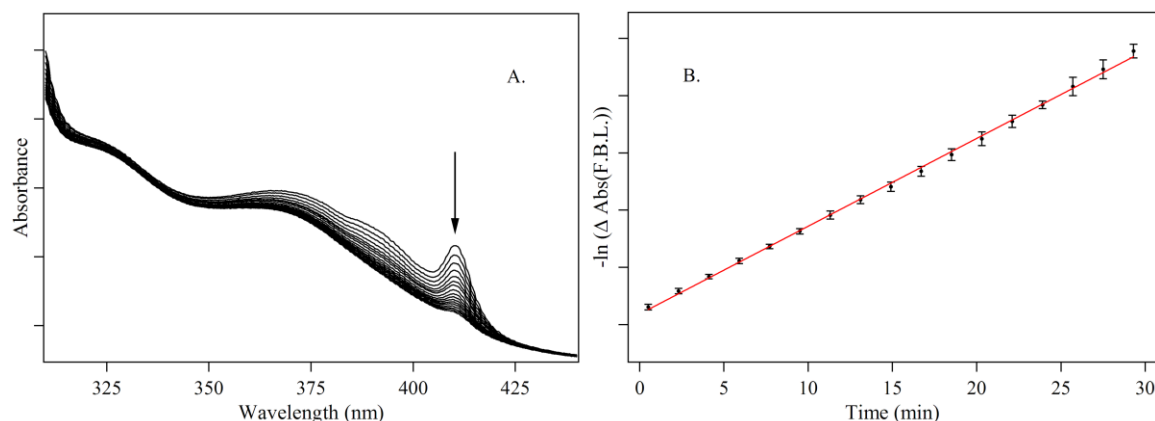 A.
Absorbance
325
350
375
400
425
Wavelength (nm)
B.
-ln (Δ Abs(F.B.L.))
0
5
10
15
20
25
30
Time (min)